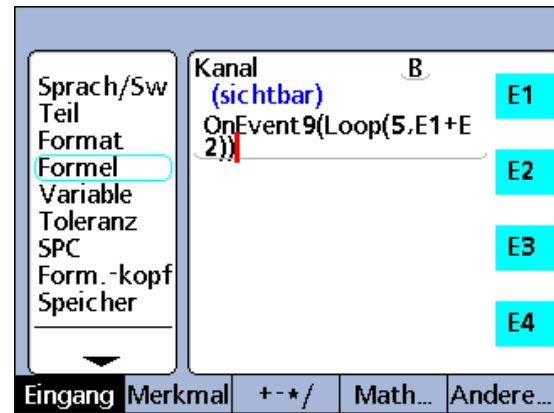 Sprach/Sw
Teil
Format
Formel
Variable
Toleranz
SPC
Form.-kopf
Speicher
Kanal B
(sichtbar)
OnEvent9(Loop(5,E1+E
2))
E1
E2
E3
E4
Eingang Merkmal +-*/ Math... Andere...